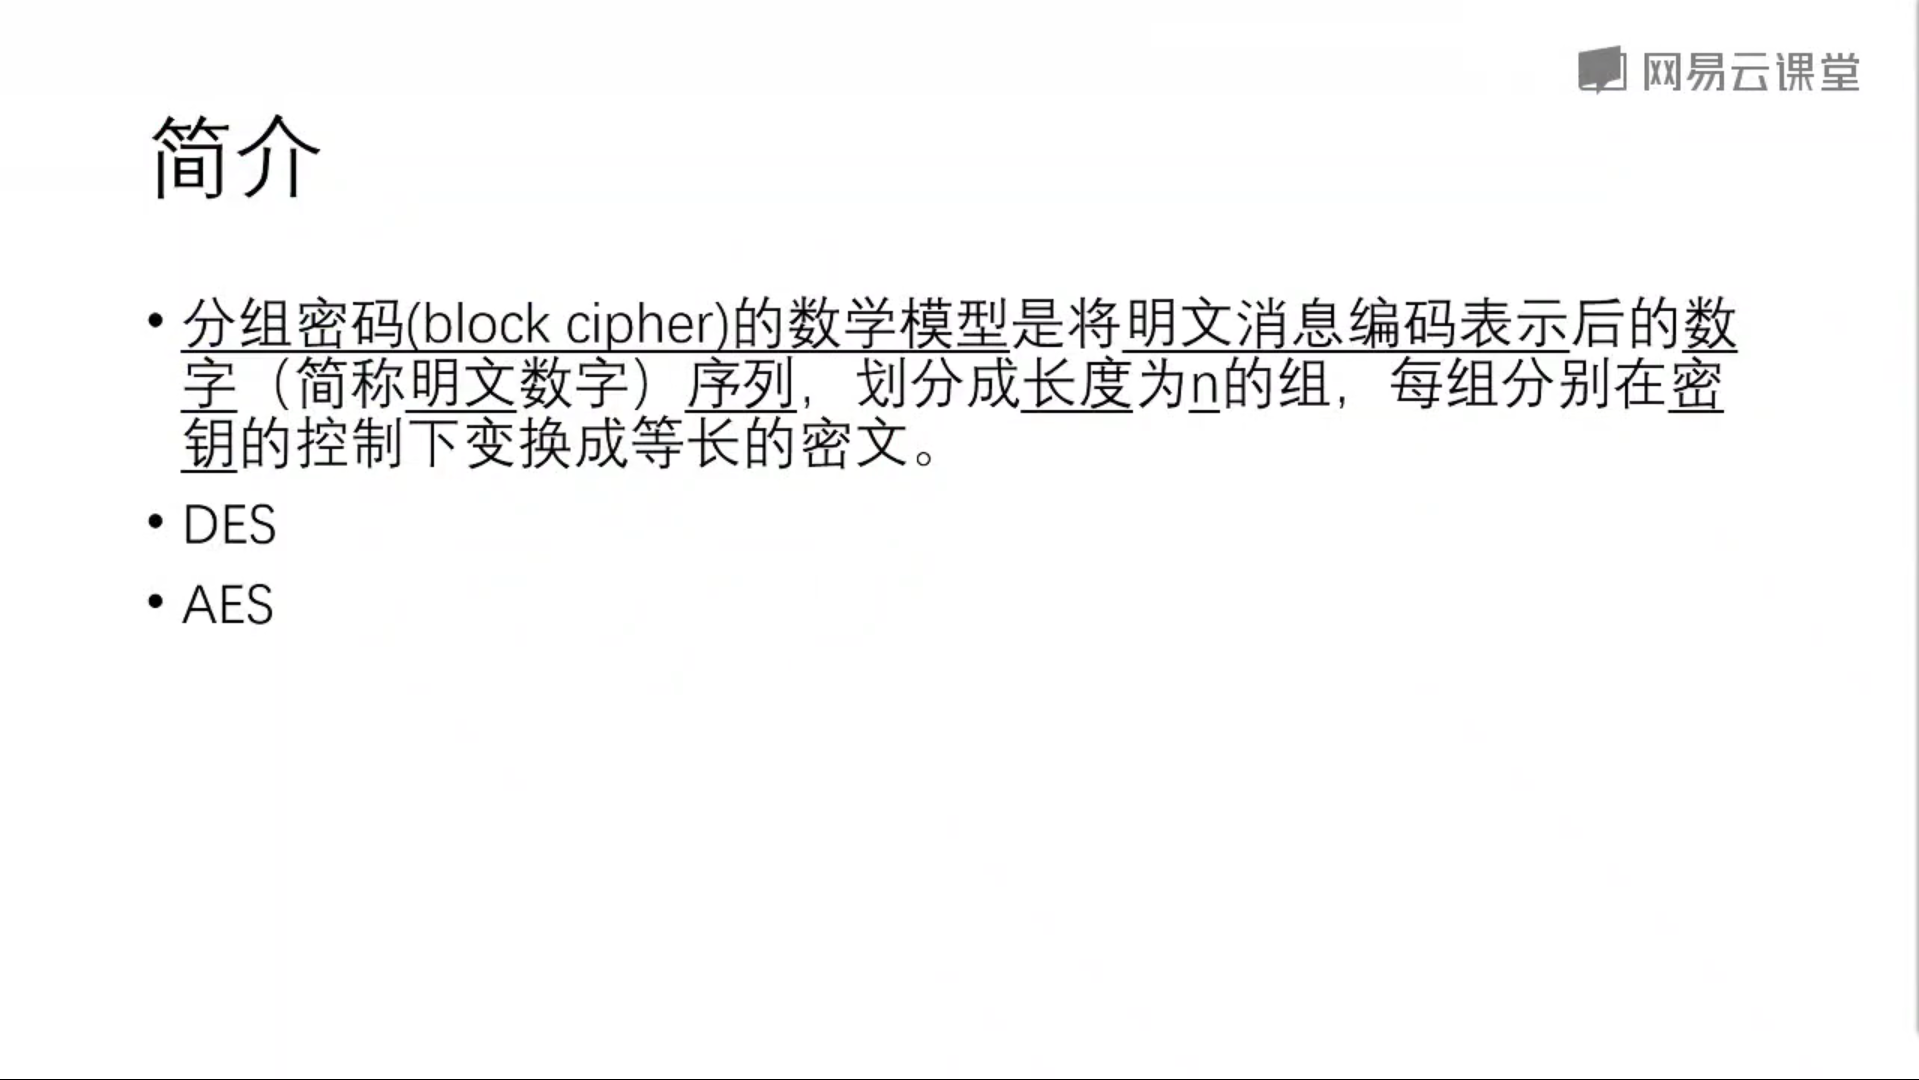 网易云课堂
简介
• 分组密码(block cipher)的数学模型是将明文消息编码表示后的数
字（简称明文数字）序列，划分成长度为n的组，每组分别在密
钥的控制下变换成等长的密文。
• DES
• AES